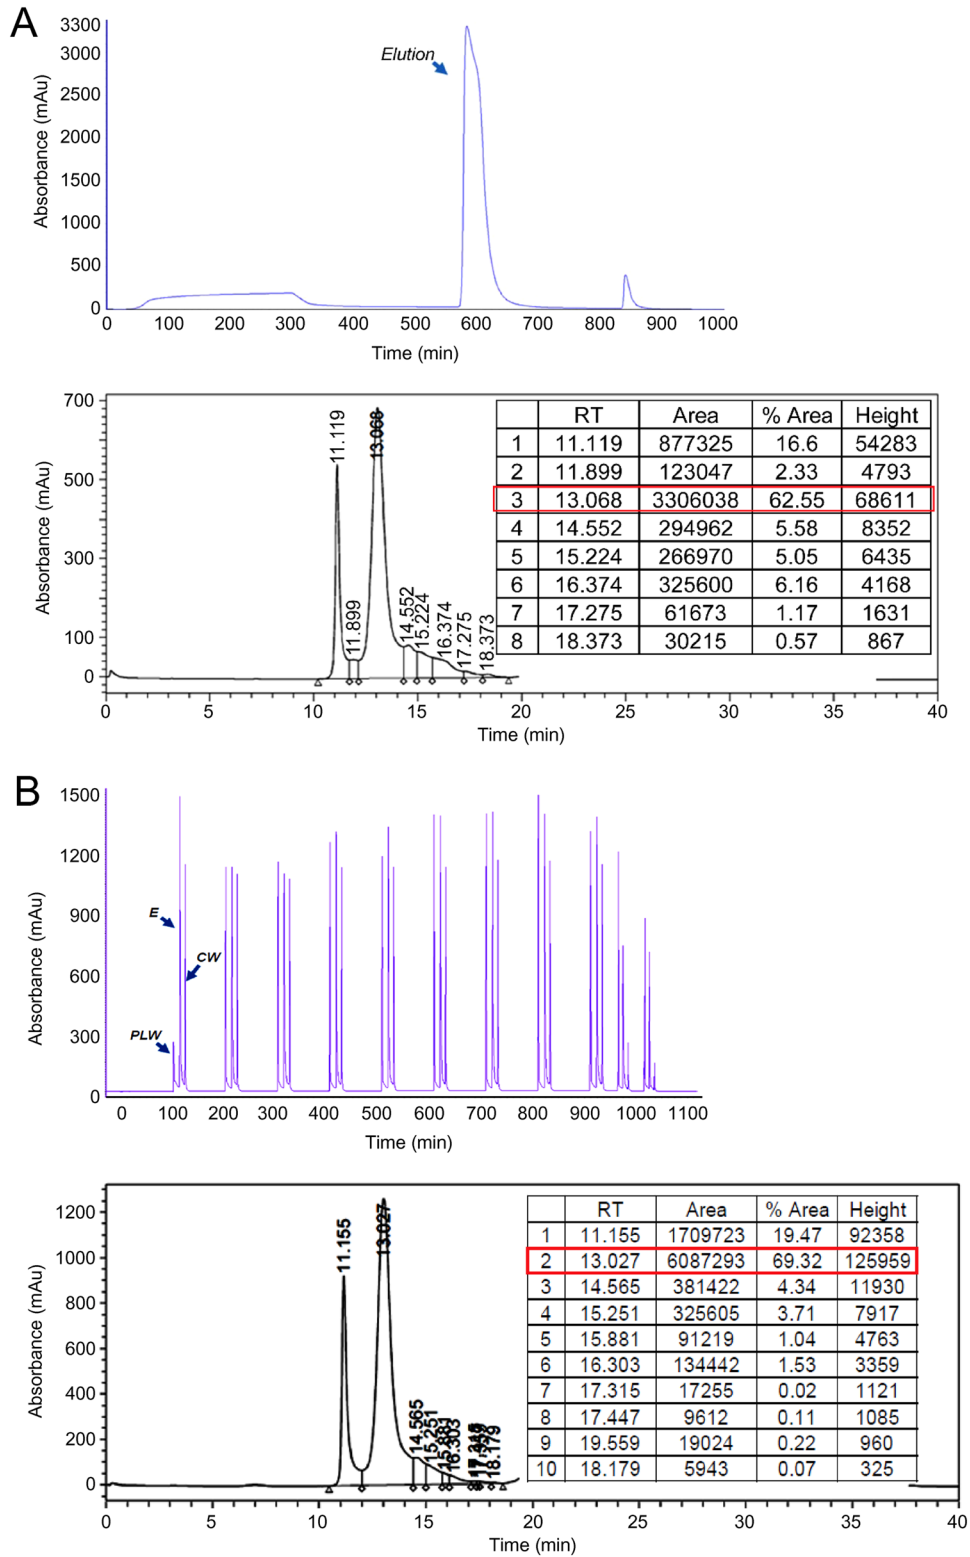 A
3300
3000
2500
2000
1500
1000
500
0
Absorbance (mAu)
Elution
0 100 200 300 400 500 600 700 800 900 1000
Time (min)
700
500
300
100
0
Absorbance (mAu)
11.119
11.899
13.068
14.552
15.224
16.374
17.275
18.373
RT Area % Area Height
1 11.119 877325 16.6 54283
2 11.899 123047 2.33 4793
3 13.068 3306038 62.55 68611
4 14.552 294962 5.58 8352
5 15.224 266970 5.05 6435
6 16.374 325600 6.16 4168
7 17.275 61673 1.17 1631
8 18.373 30215 0.57 867
0 5 10 15 20 25 30 35 40
Time (min)
B
1500
1200
900
600
300
0
Absorbance (mAu)
E
CW
PLW
0 100 200 300 400 500 600 700 800 900 1000 1100
Time (min)
1200
1000
800
600
400
200
0
Absorbance (mAu)
11.155
13.027
14.565
15.251
15.881
16.303
18.179
RT Area % Area Height
1 11.155 1709723 19.47 92358
2 13.027 6087293 69.32 125959
3 14.565 381422 4.34 11930
4 15.251 325605 3.71 7917
5 15.881 91219 1.04 4763
6 16.303 134442 1.53 3359
7 17.315 17255 0.02 1121
8 17.447 9612 0.11 1085
9 19.559 19024 0.22 960
10 18.179 5943 0.07 325
0 5 10 15 20 25 30 35 40
Time (min)